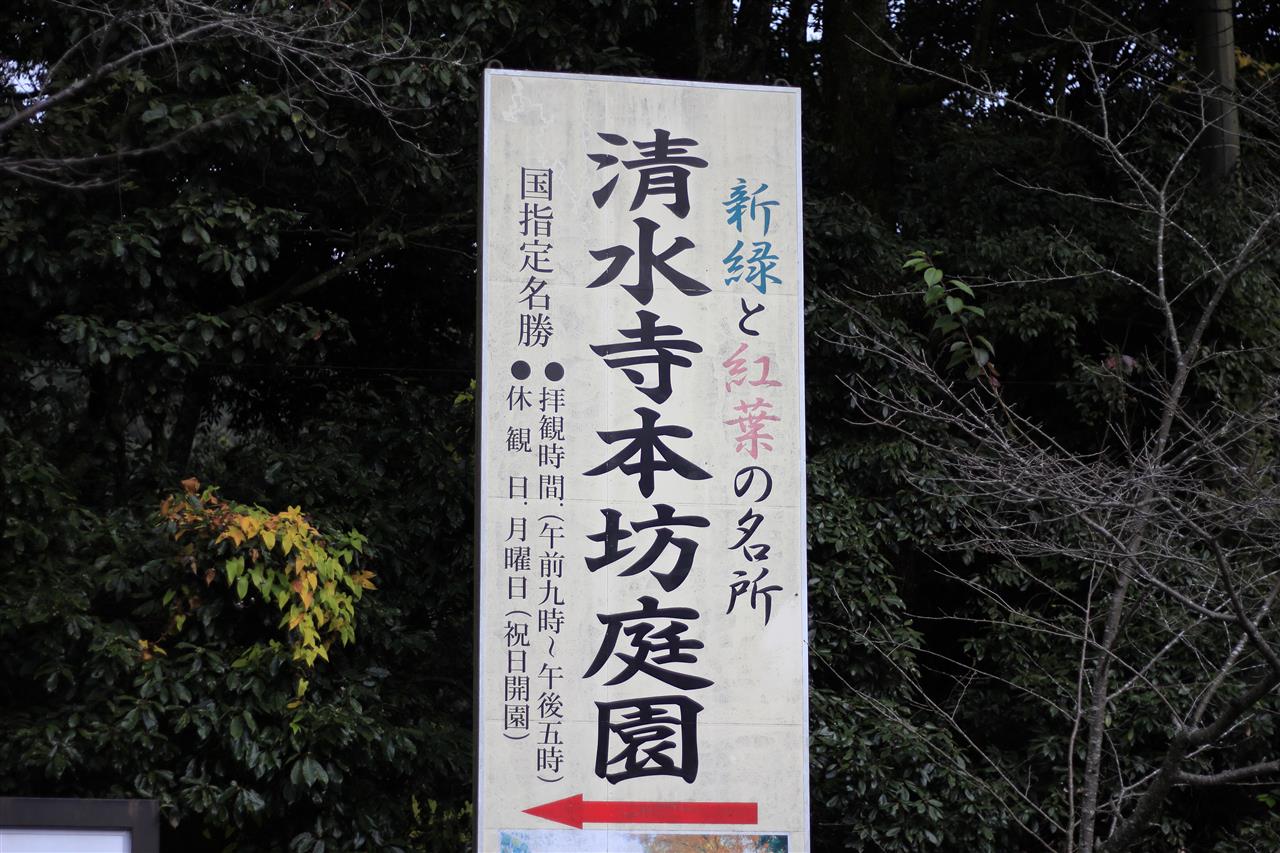 新緑と紅葉の名所
清水寺本坊庭園
国指定名勝
●拝観時間.(午前九時~午後五時)
●休観日.月曜日(祝日開園)